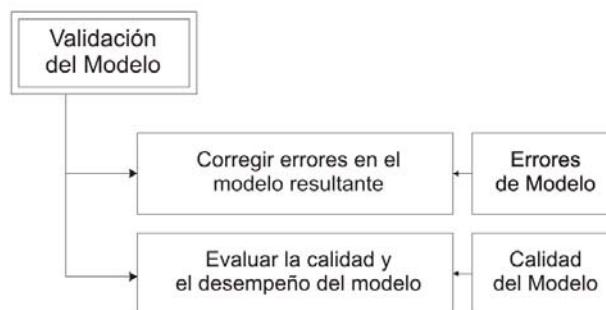 Validación
del Modelo
Corregir errores en el
modelo resultante
Errores
de Modelo
Evaluar la calidad y
el desempeño del modelo
Calidad
del Modelo